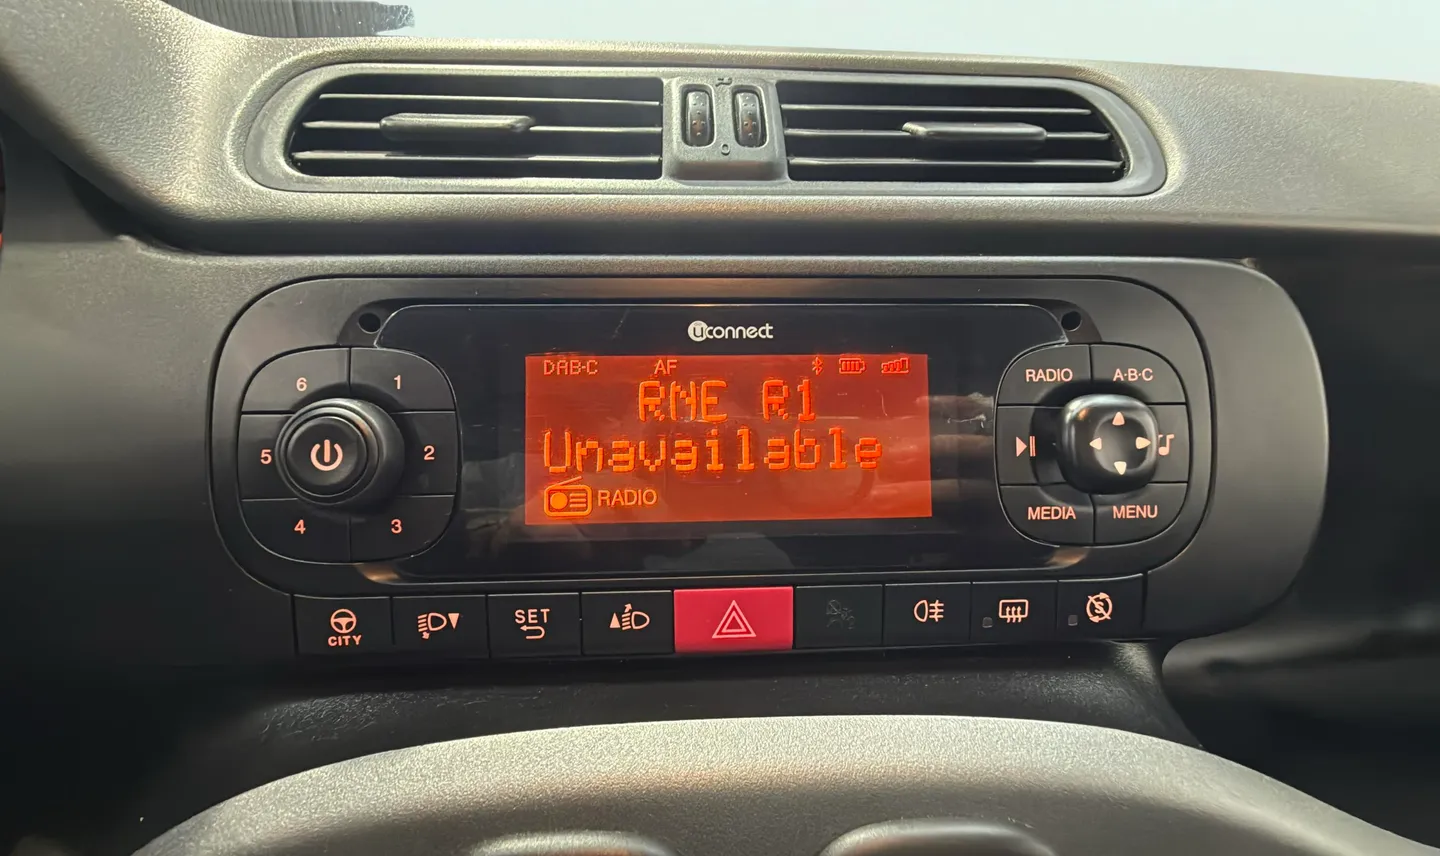 uconnect
DAB-C AF
RNE R1
Unavailable
RADIO
6 1
5 2
4 3
RADIO A·B·C
MEDIA MENU
CITY
SET